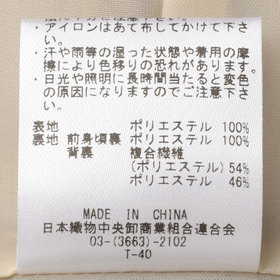 ・アイロンはあて布してかけて下さい。
・汗や雨等の湿った状態や着用の摩
擦により色移りの恐れがあります。
・日光や照明に長時間当たると変色
の原因になりますのでご注意下さ
い。
表地 ポリエステル 100%
裏地 前身頃裏 ポリエステル 100%
背裏 複合繊維
(ポリエステル) 54%
ポリエステル 46%
MADE IN CHINA
日本織物中央卸商業組合連合会
03-(3663)-2102
T-40